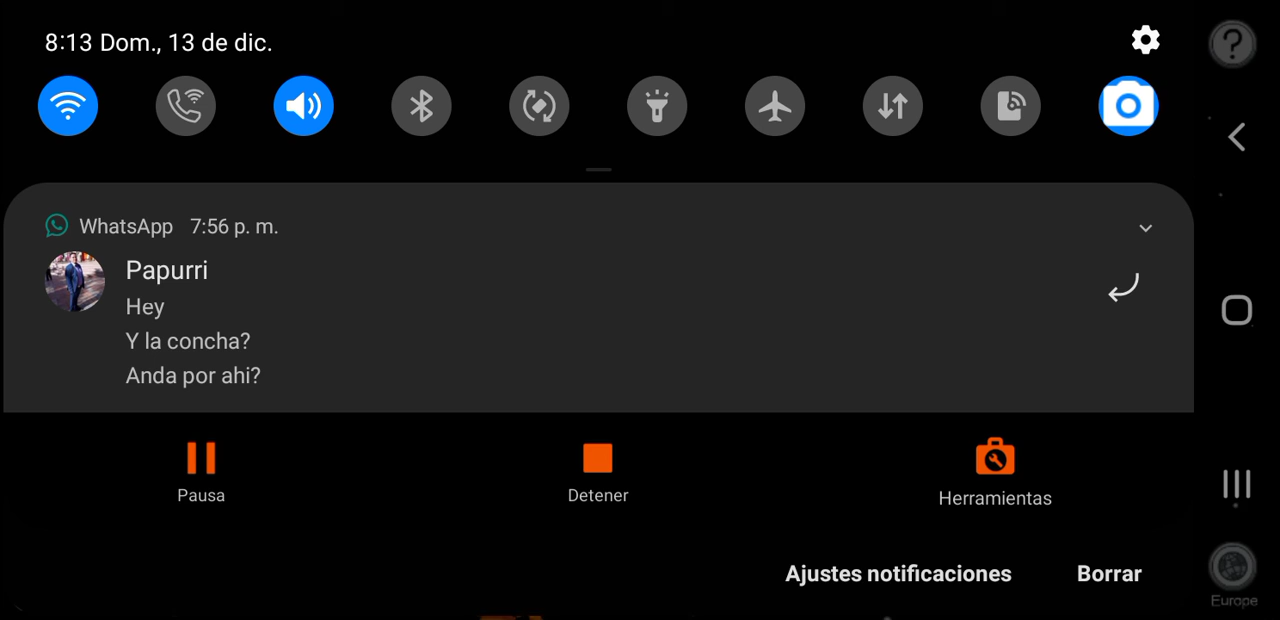 8:13 Dom., 13 de dic.
WhatsApp 7:56 p. m.
Papurri
Hey
Y la concha?
Anda por ahi?
Pausa
Detener
Herramientas
Ajustes notificaciones
Borrar
Europe